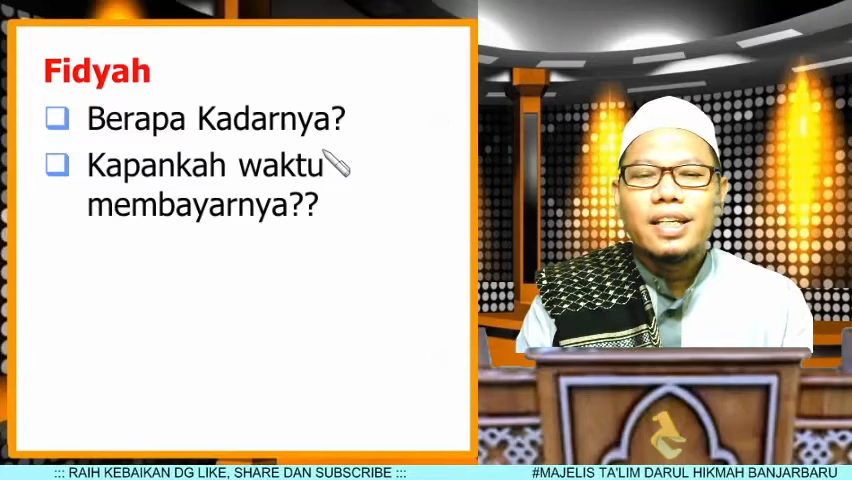 Fidyah
Berapa Kadarnya?
Kapankah waktu
membayarnya??
::: RAIH KEBAIKAN DG LIKE, SHARE DAN SUBSCRIBE :::
#MAJELIS TA'LIM DARUL HIKMAH BANJARBARU